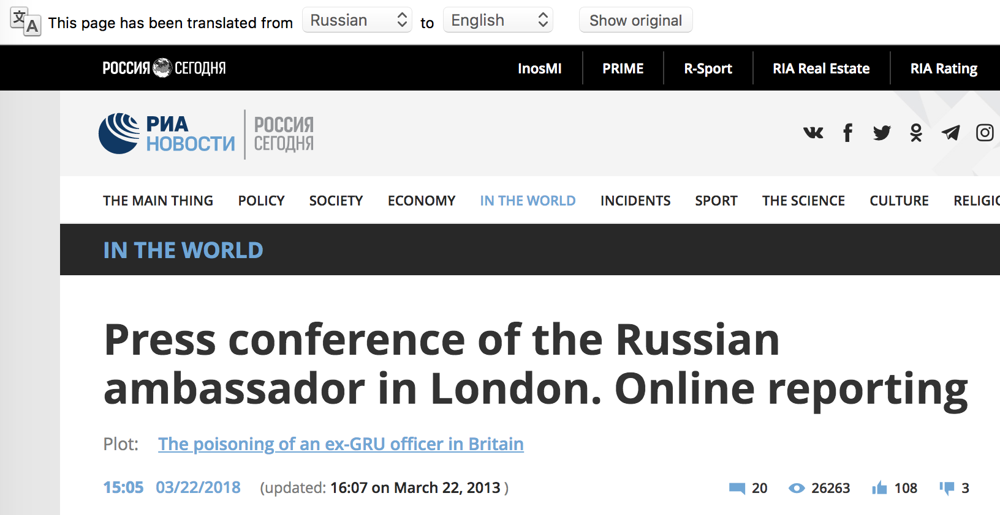 文 A This page has been translated from Russian to English Show original
РОССИЯ СЕГОДНЯ InosMI PRIME R-Sport RIA Real Estate RIA Rating
РИА РОССИЯ
НОВОСТИ СЕГОДНЯ
THE MAIN THING POLICY SOCIETY ECONOMY IN THE WORLD INCIDENTS SPORT THE SCIENCE CULTURE RELIGIO
IN THE WORLD
Press conference of the Russian
ambassador in London. Online reporting
Plot: The poisoning of an ex-GRU officer in Britain
15:05 03/22/2018 (updated: 16:07 on March 22, 2013 ) 20 26263 108 3